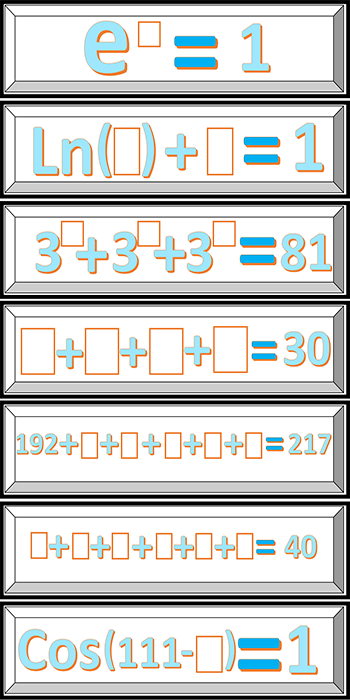 e^□ = 1
Ln(□) + □ = 1
3^□+3^□+3^□=81
□+□+□+□=30
192+□+□+□+□+□=217
□+□+□+□+□+□= 40
Cos(111-□)=1